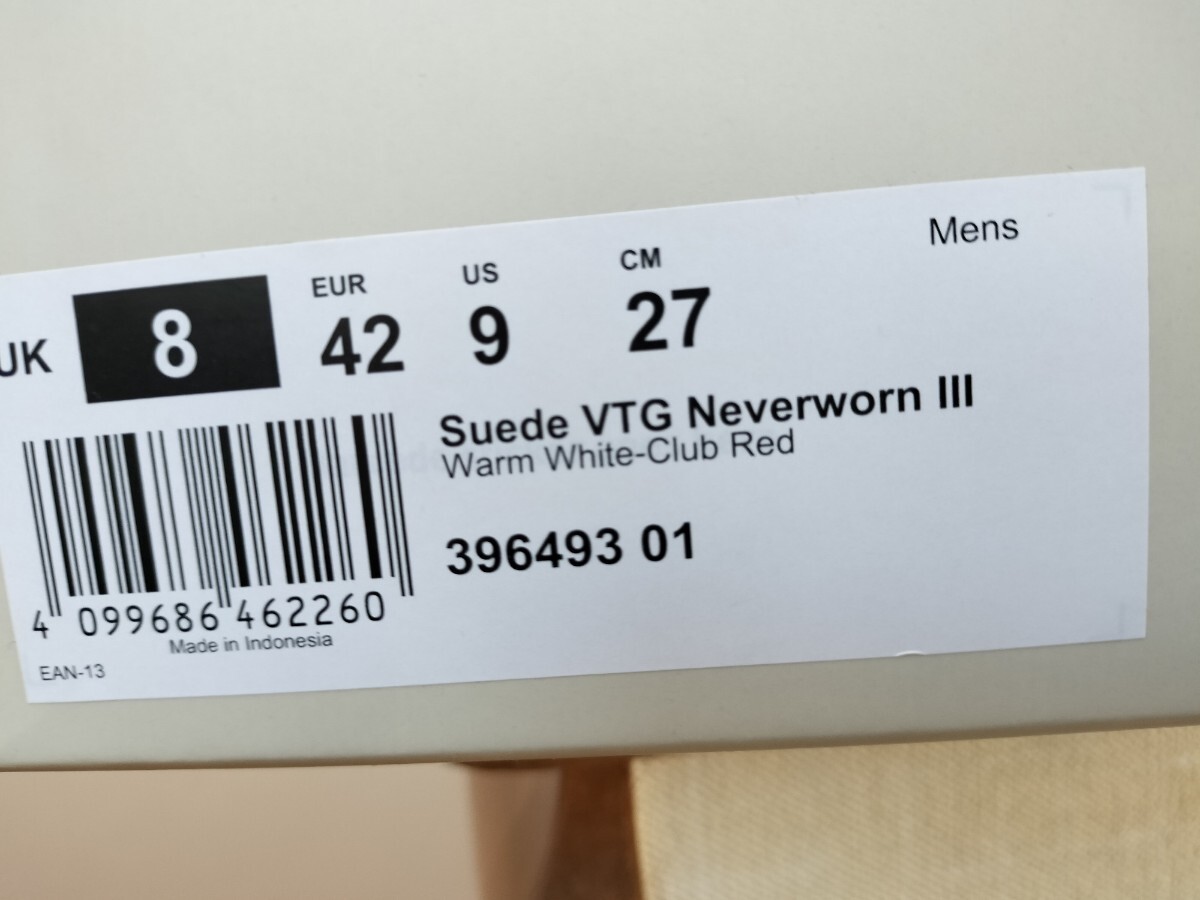 UK 8 EUR 42 US 9 CM 27 Mens
Suede VTG Neverworn III
Warm White-Club Red
396493 01
4 099686 462260
Made in Indonesia
EAN-13